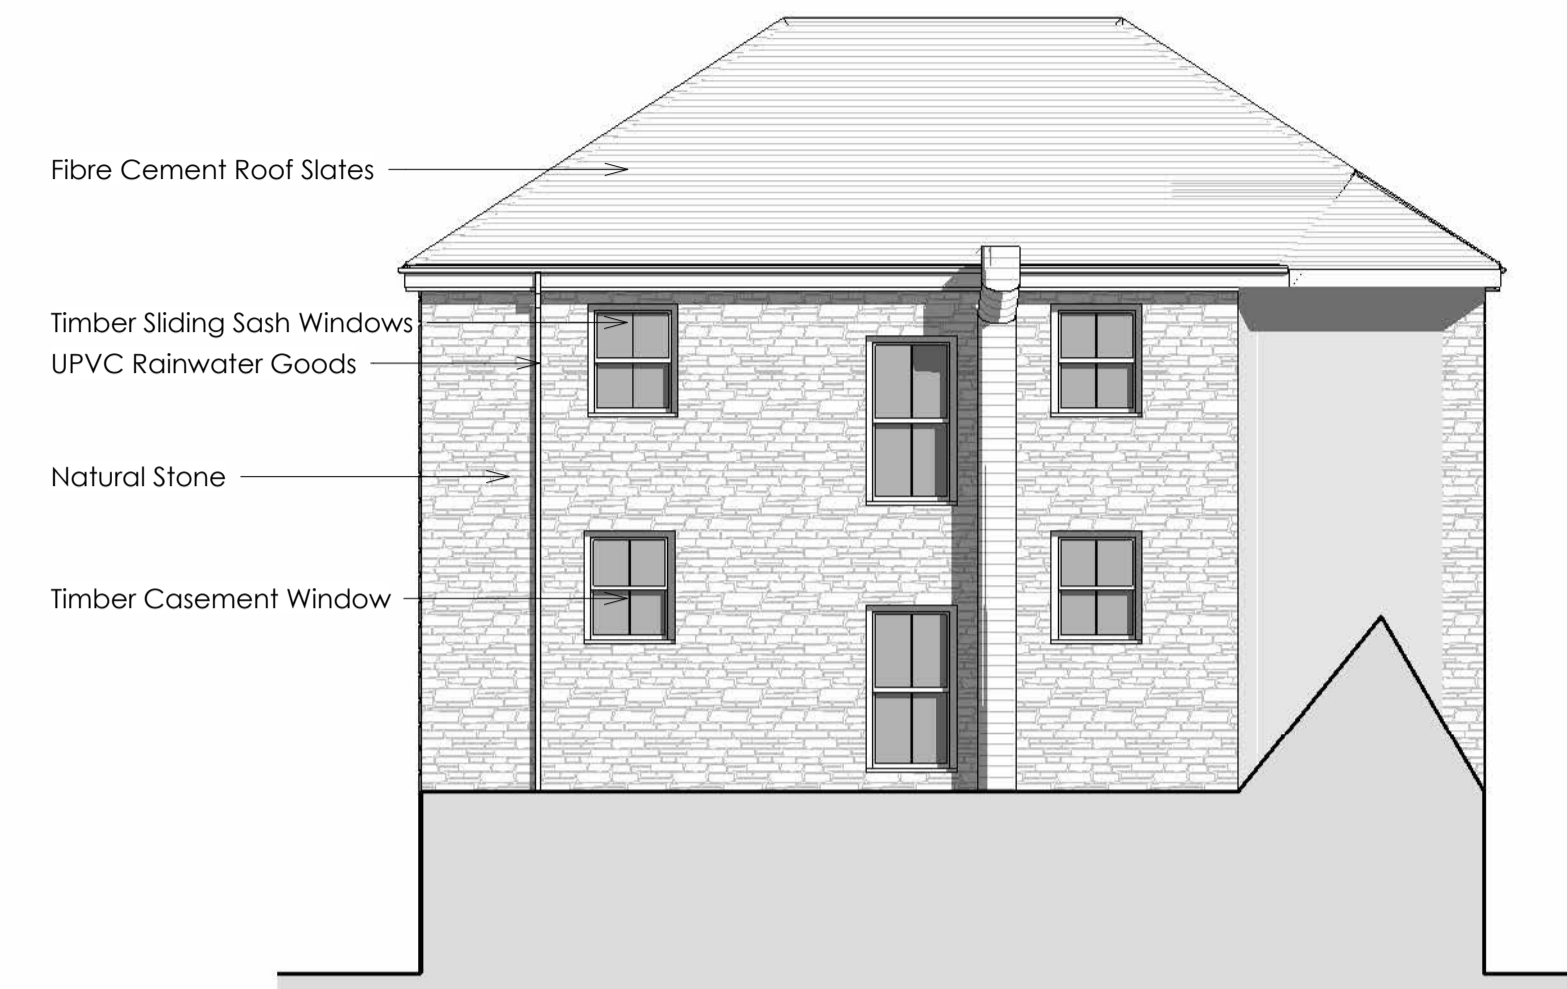 Fibre Cement Roof Slates
Timber Sliding Sash Windows
UPVC Rainwater Goods
Natural Stone
Timber Casement Window